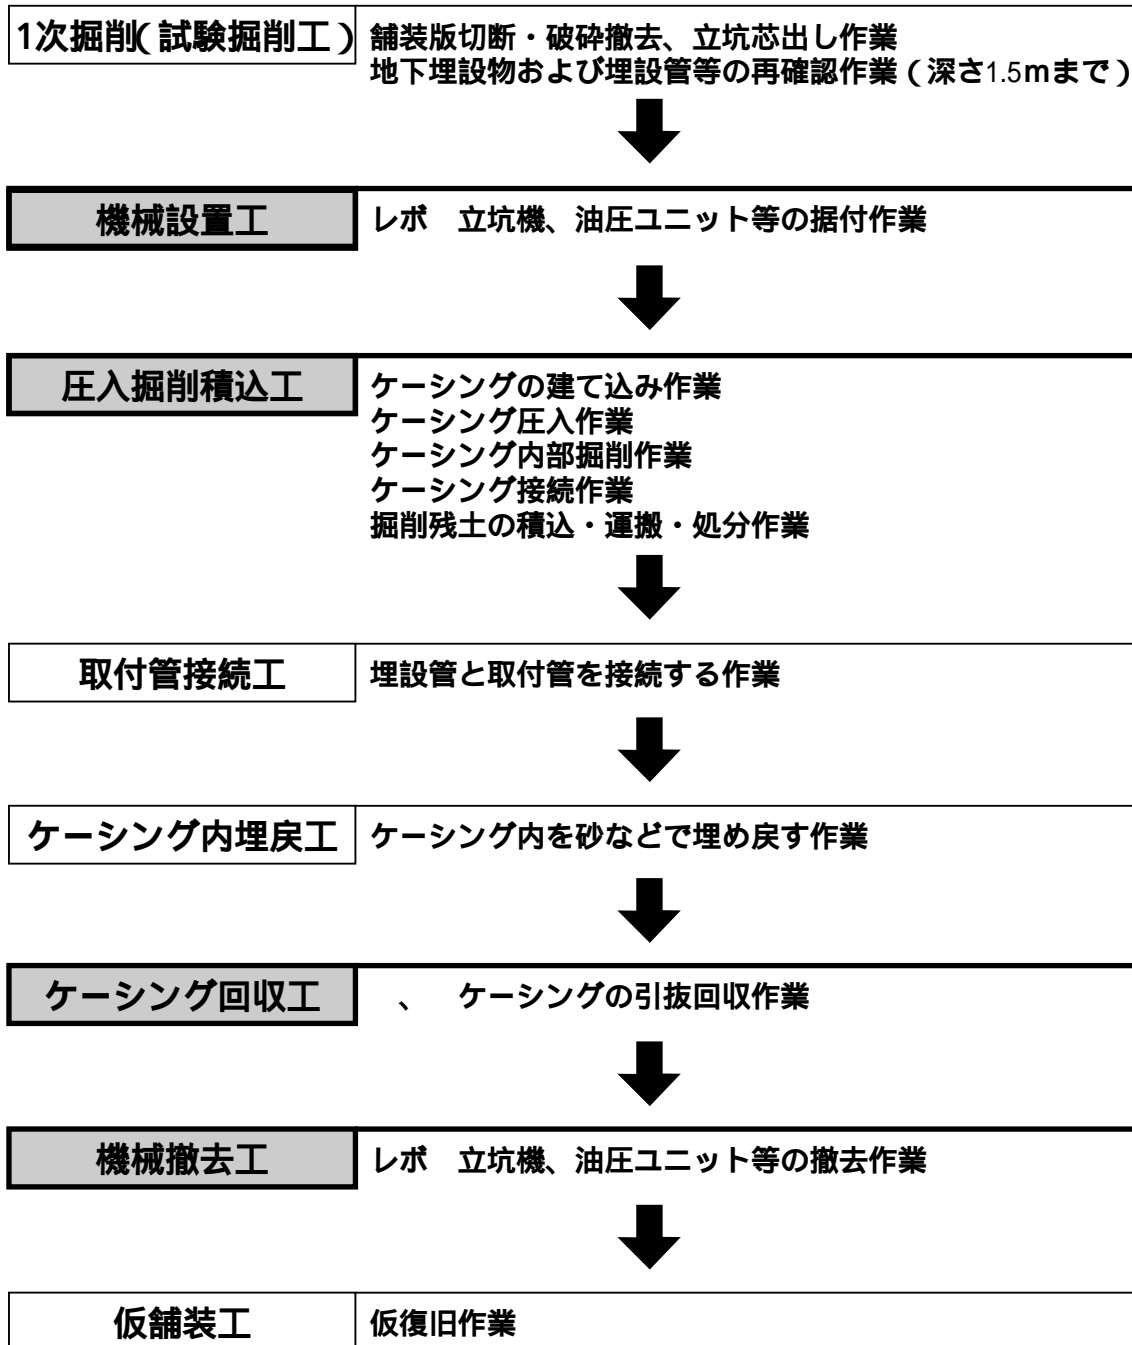 1次掘削(試験掘削工)
舗装版切断・破砕撤去、立坑芯出し作業
地下埋設物および埋設管等の再確認作業(深さ1.5mまで)
機械設置工
レボ　立坑機、油圧ユニット等の据付作業
圧入掘削積込工
ケーシングの建て込み作業
ケーシング圧入作業
ケーシング内部掘削作業
ケーシング接続作業
掘削残土の積込・運搬・処分作業
取付管接続工
埋設管と取付管を接続する作業
ケーシング内埋戻工
ケーシング内を砂などで埋め戻す作業
ケーシング回収工
、　ケーシングの引抜回収作業
機械撤去工
レボ　立坑機、油圧ユニット等の撤去作業
仮舗装工
仮復旧作業